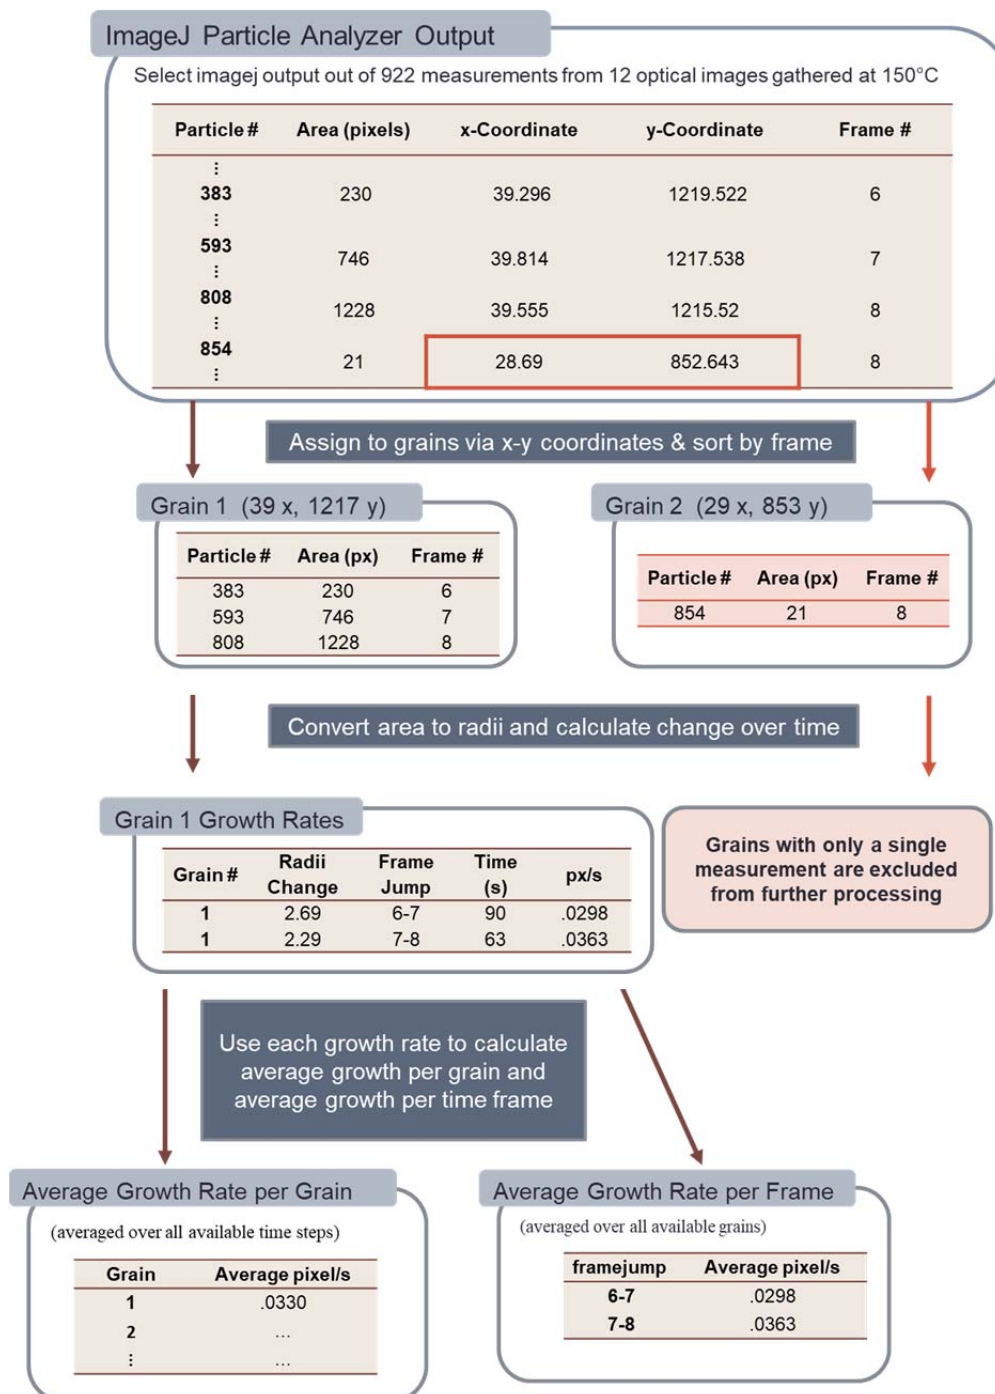 ImageJ Particle Analyzer Output
Select imagej output out of 922 measurements from 12 optical images gathered at 150°C
Particle # Area (pixels) x-Coordinate y-Coordinate Frame #
⋮
383 230 39.296 1219.522 6
⋮
593 746 39.814 1217.538 7
⋮
808 1228 39.555 1215.52 8
⋮
854 21 28.69 852.643 8
⋮
Assign to grains via x-y coordinates & sort by frame
Grain 1 (39 x, 1217 y)
Particle # Area (px) Frame #
383 230 6
593 746 7
808 1228 8
Grain 2 (29 x, 853 y)
Particle # Area (px) Frame #
854 21 8
Convert area to radii and calculate change over time
Grain 1 Growth Rates
Grain # Radii Change Frame Jump Time (s) px/s
1 2.69 6-7 90 .0298
1 2.29 7-8 63 .0363
Grains with only a single
measurement are excluded
from further processing
Use each growth rate to calculate
average growth per grain and
average growth per time frame
Average Growth Rate per Grain
(averaged over all available time steps)
Grain Average pixel/s
1 .0330
2 ...
⋮ ...
Average Growth Rate per Frame
(averaged over all available grains)
framejump Average pixel/s
6-7 .0298
7-8 .0363